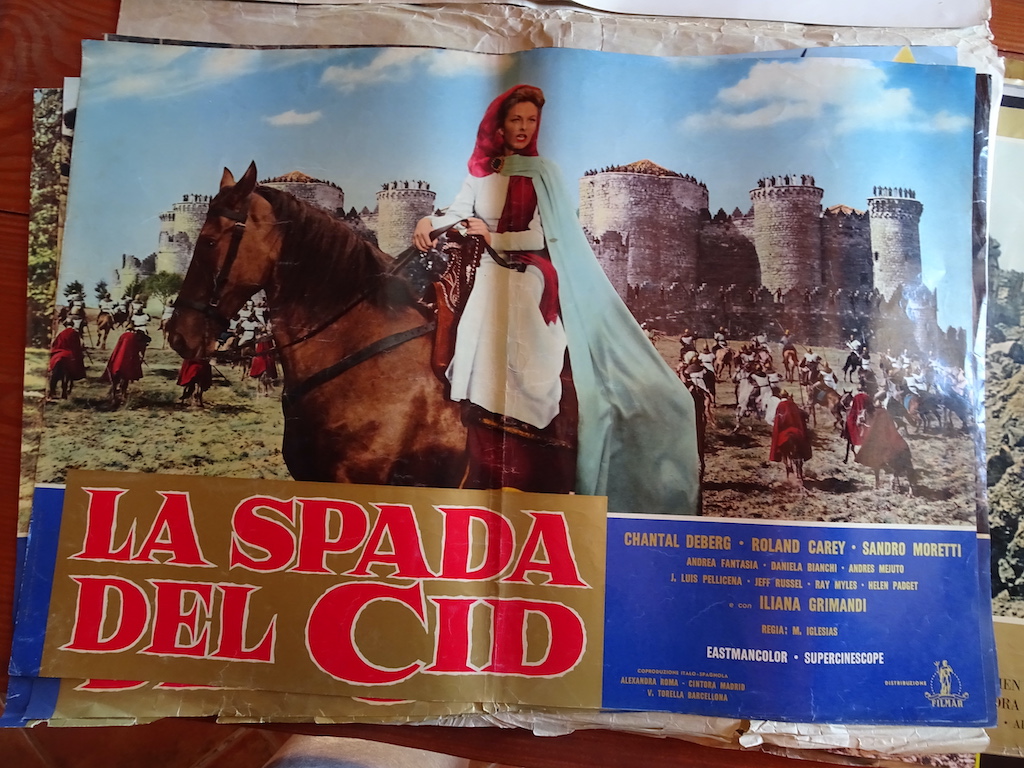 LA SPADA
DEL CID
CHANTAL DEBERG • ROLAND CAREY • SANDRO MORETTI
ANDREA FANTASIA • DANIELA BIANCHI • ANDRES MEJUTO
J. LUIS PELLICENA • JEFF RUSSEL • RAY MYLES • HELEN PADGET
e con ILIANA GRIMANDI
REGIA; M. IGLESIAS
EASTMANCOLOR • SUPERCINESCOPE
COPRODUZIONE ITALO-SPAGNOLA
ALEXANDRA ROMA - CINTORA MADRID
V. TORELLA BARCELLONA
DISTRIBUZIONE
FILMAR